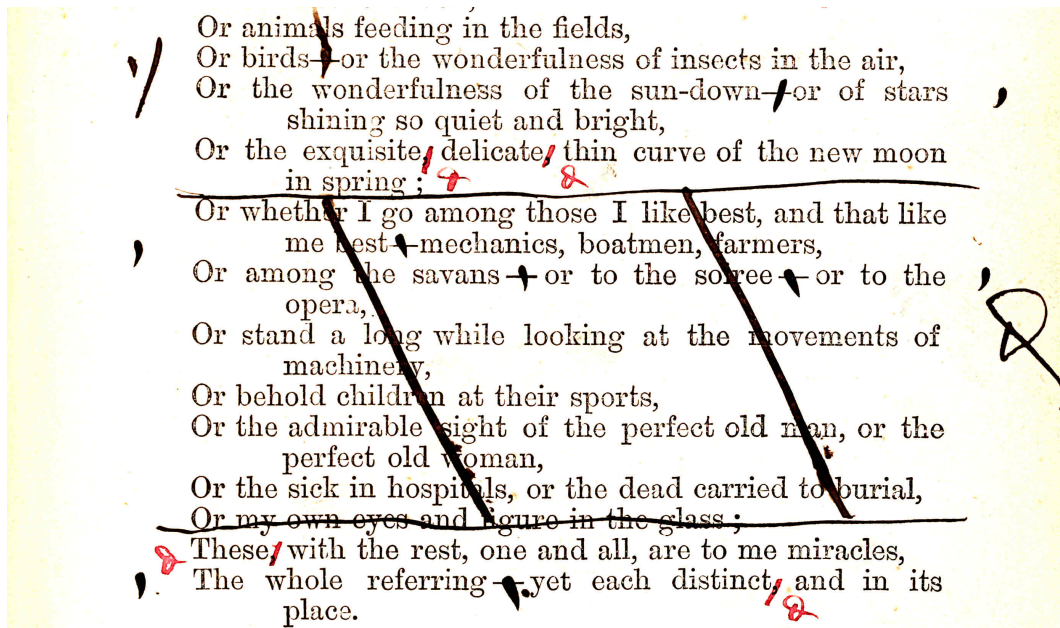 Or animals feeding in the fields,
Or birds—or the wonderfulness of insects in the air,
Or the wonderfulness of the sun-down—or of stars
shining so quiet and bright,
Or the exquisite, delicate, thin curve of the new moon
in spring ;
Or whether I go among those I like best, and that like
me best—mechanics, boatmen, farmers,
Or among the savans—or to the soiree—or to the
opera,
Or stand a long while looking at the movements of
machinery,
Or behold children at their sports,
Or the admirable sight of the perfect old man, or the
perfect old woman,
Or the sick in hospitals, or the dead carried to burial,
Or my own eyes and figure in the glass ;
These, with the rest, one and all, are to me miracles,
The whole referring—yet each distinct, and in its
place.